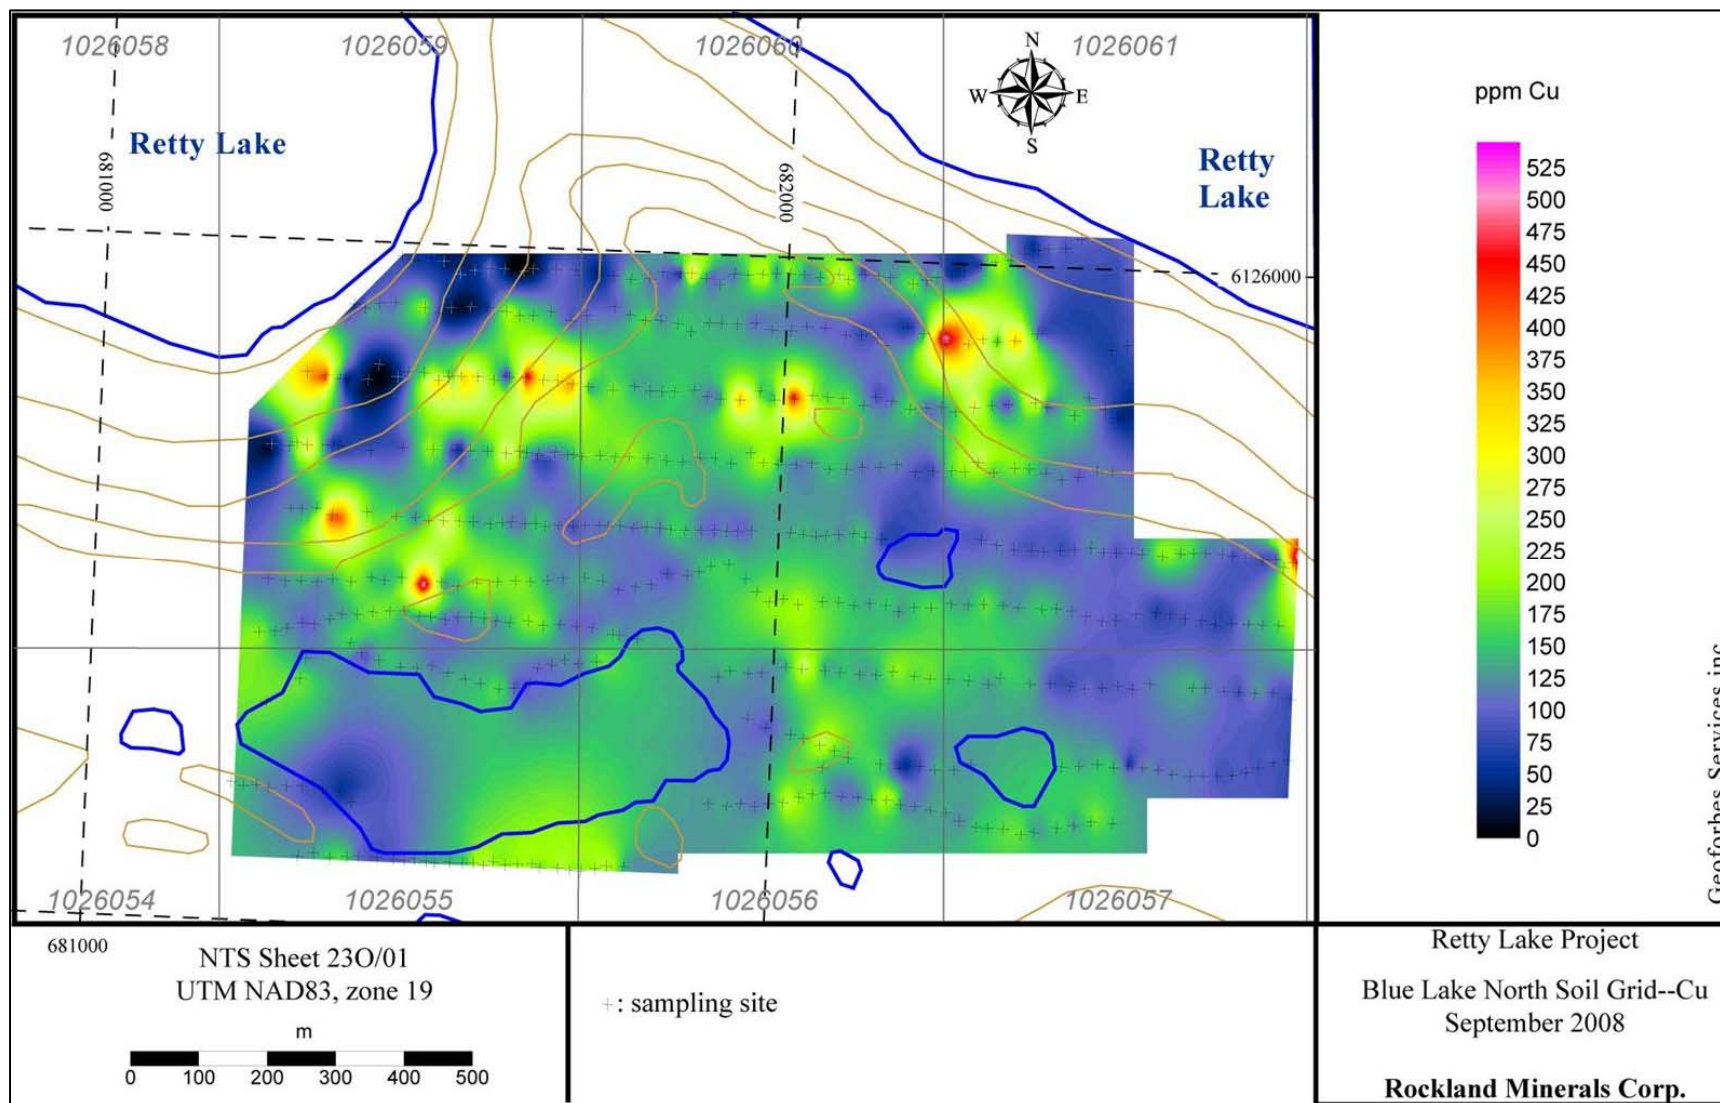 1026058
1026059
1026060
1026061
N
W
E
S
Retty Lake
Retty
Lake
681000
682000
6126000
1026054
1026055
1026056
1026057
ppm Cu
525
500
475
450
425
400
375
350
325
300
275
250
225
200
175
150
125
100
75
50
25
0
Geoforbes Services inc
681000
NTS Sheet 23O/01
UTM NAD83, zone 19
m
0 100 200 300 400 500
+: sampling site
Retty Lake Project
Blue Lake North Soil Grid--Cu
September 2008
Rockland Minerals Corp.